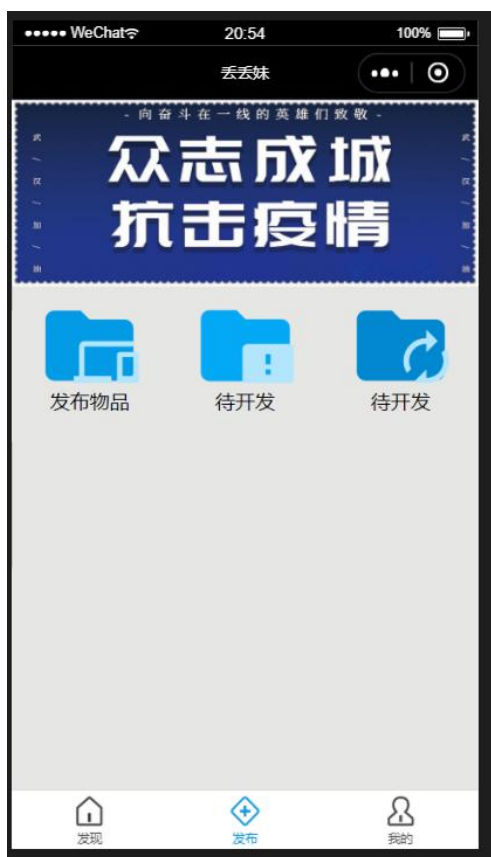 WeChat 20:54 100%
丢丢妹
- 向奋斗在一线的英雄们致敬 -
众志成城
抗击疫情
武/汉/加/油
武/汉/加/油
发布物品 待开发 待开发
发现 发布 我的